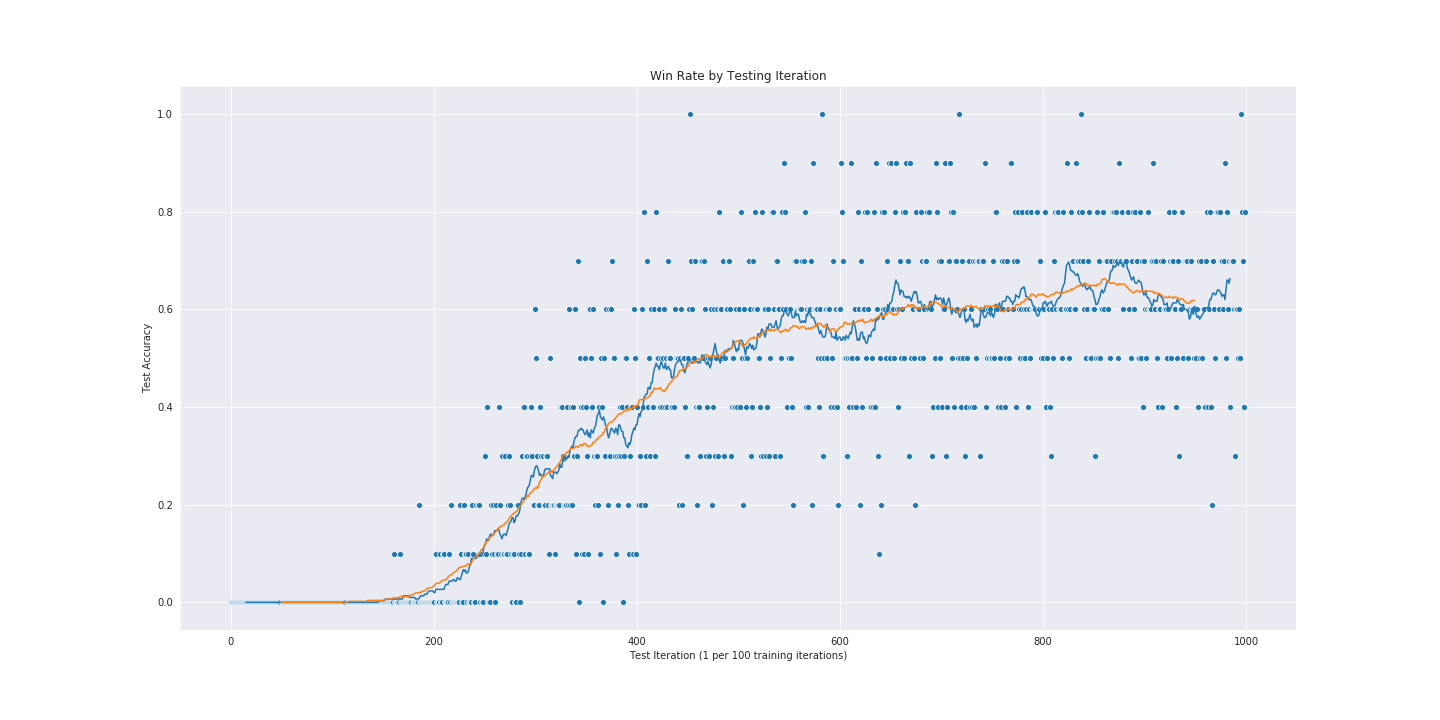 Win Rate by Testing Iteration
1.0
0.8
0.6
0.4
0.2
0.0
Test Accuracy
0 200 400 600 800 1000
Test Iteration (1 per 100 training iterations)